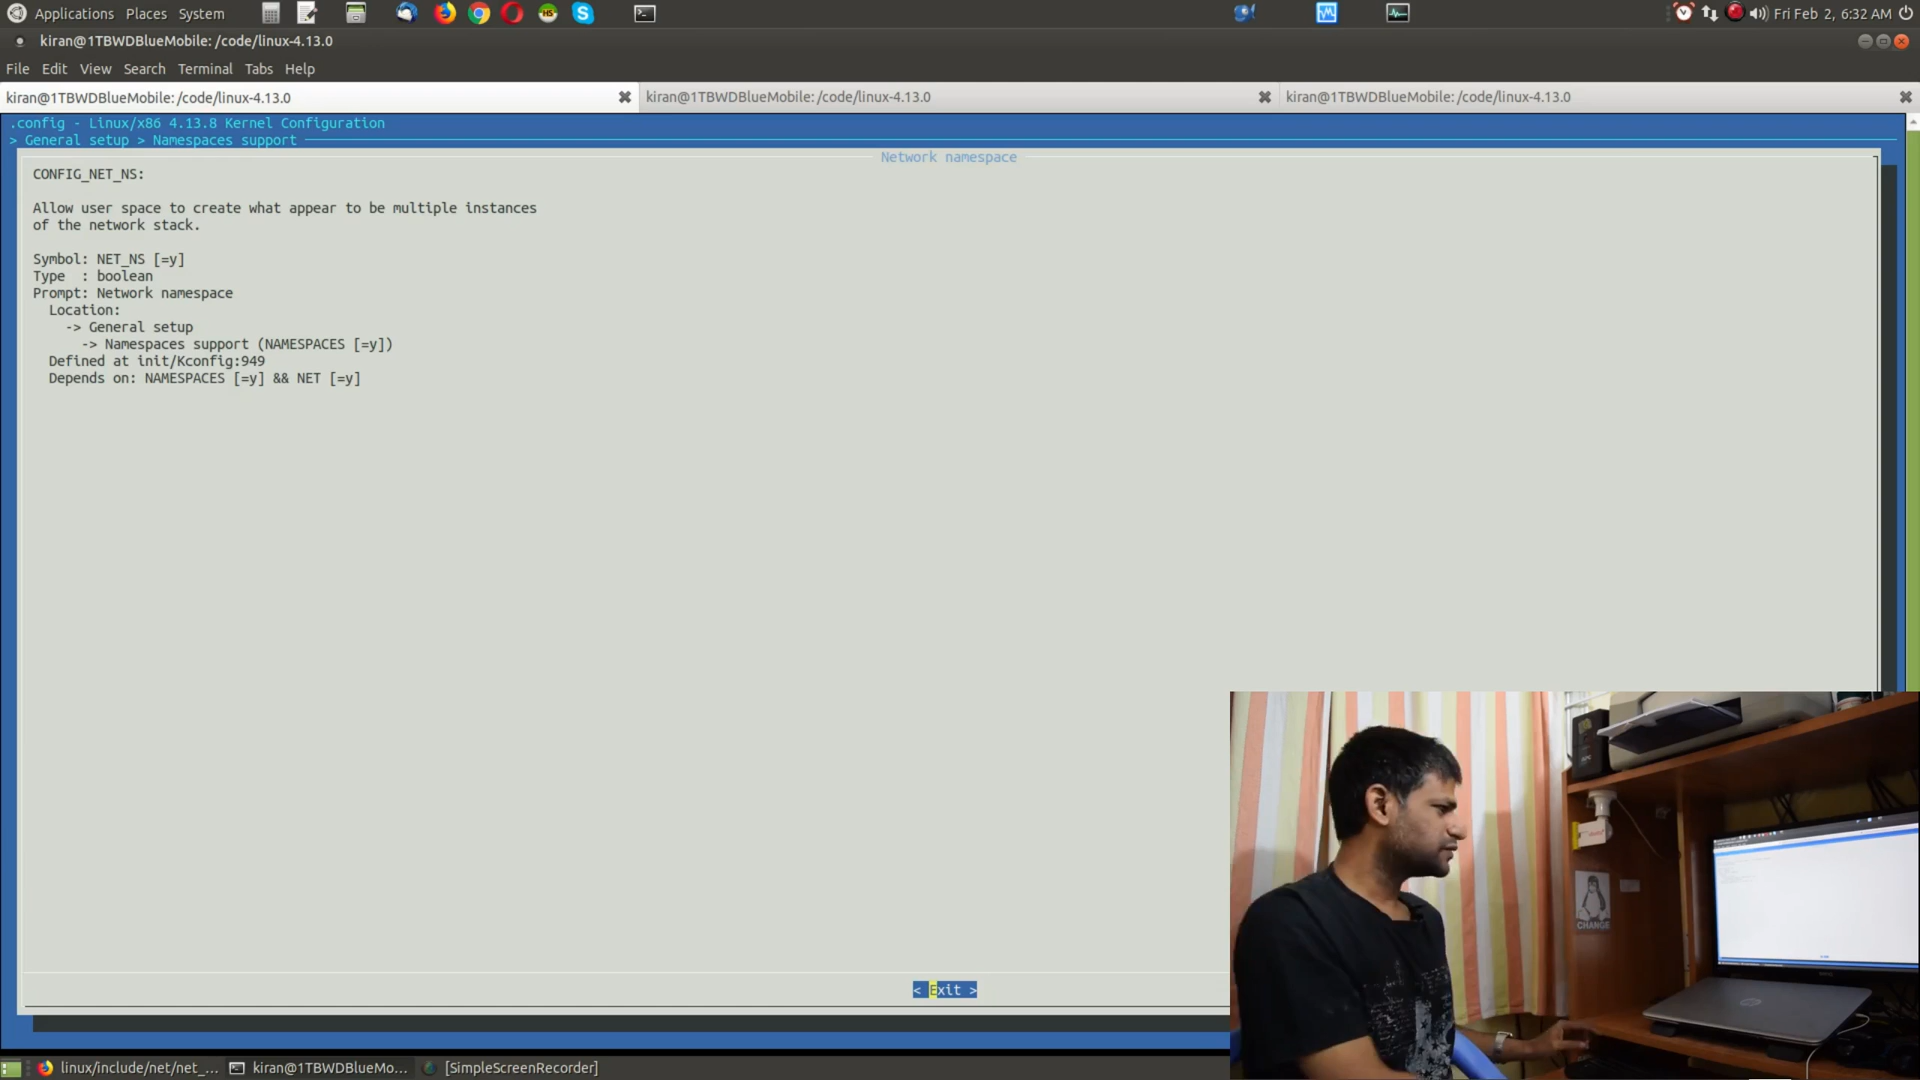 Applications Places System
Fri Feb 2, 6:32 AM
kiran@1TBWDBlueMobile: /code/linux-4.13.0
File Edit View Search Terminal Tabs Help
kiran@1TBWDBlueMobile: /code/linux-4.13.0
kiran@1TBWDBlueMobile: /code/linux-4.13.0
kiran@1TBWDBlueMobile: /code/linux-4.13.0
.config - Linux/x86 4.13.8 Kernel Configuration
> General setup > Namespaces support
Network namespace
CONFIG_NET_NS:
Allow user space to create what appear to be multiple instances
of the network stack.
Symbol: NET_NS [=y]
Type  : boolean
Prompt: Network namespace
Location:
-> General setup
-> Namespaces support (NAMESPACES [=y])
Defined at init/Kconfig:949
Depends on: NAMESPACES [=y] && NET [=y]
< Exit >
CHANGE
linux/include/net/net_...
kiran@1TBWDBlueMo...
[SimpleScreenRecorder]